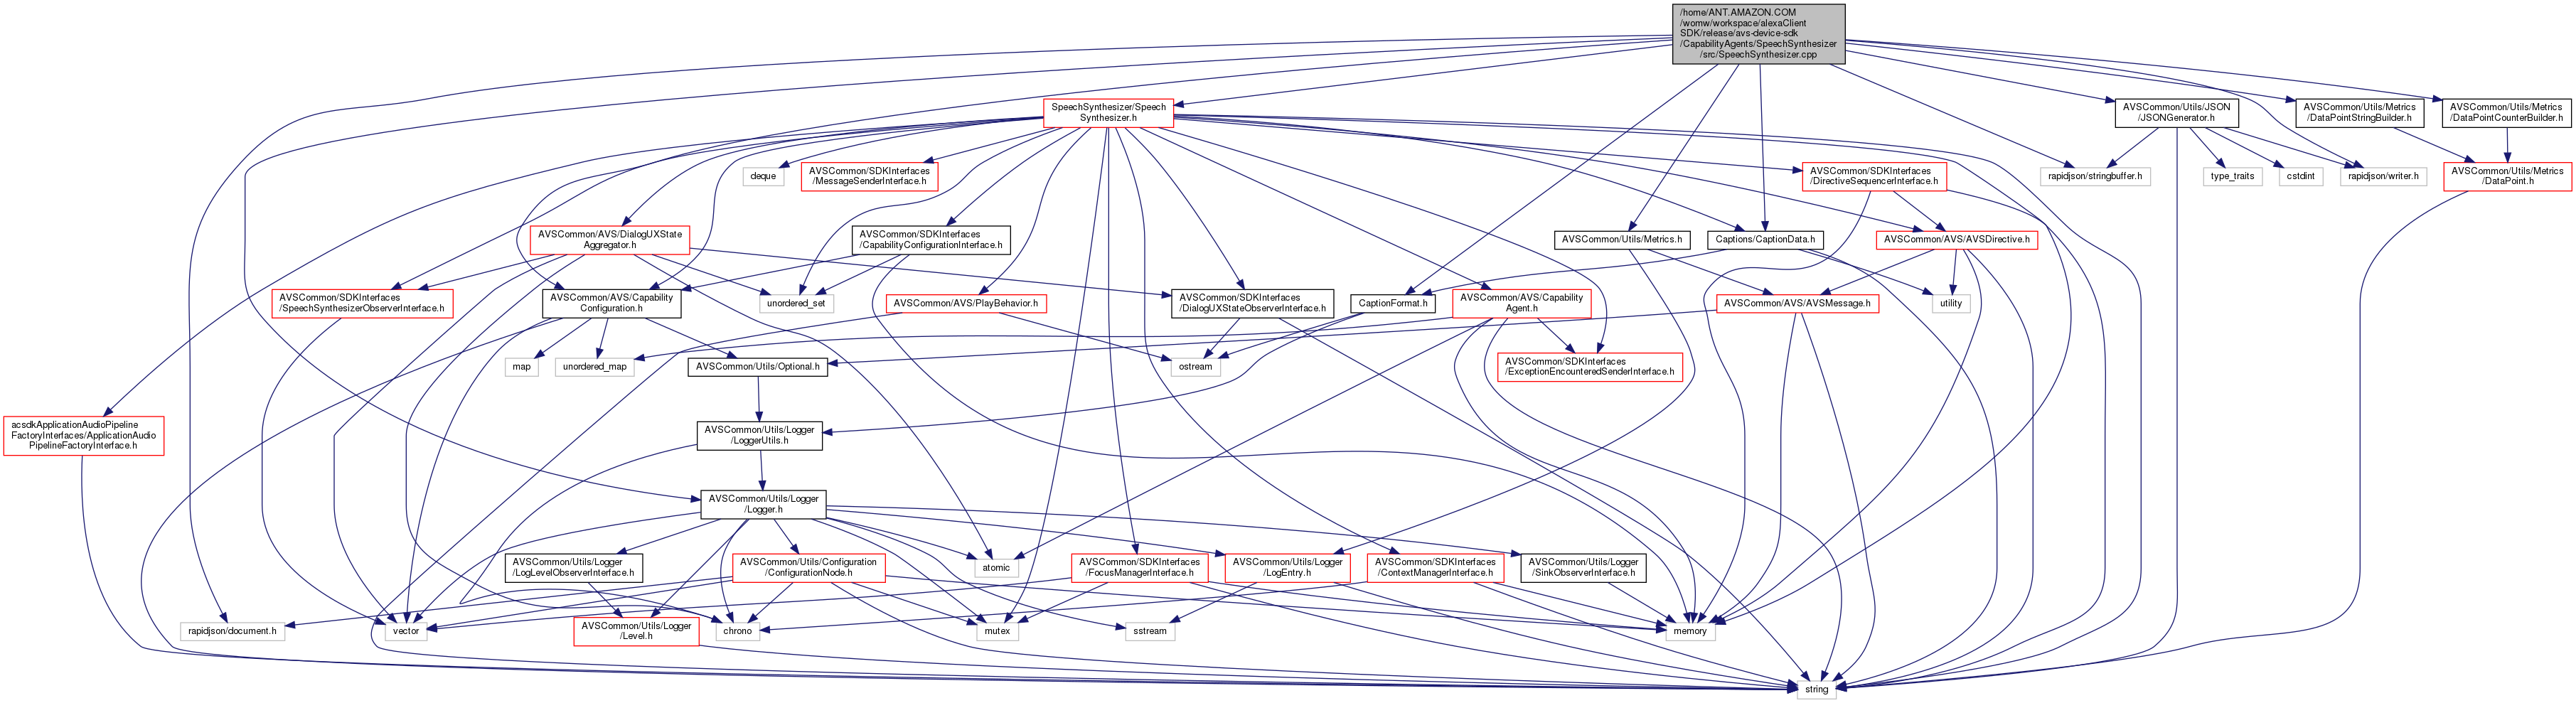 /home/ANT.AMAZON.COM
/womw/workspace/alexaClient
SDK/release/avs-device-sdk
/CapabilityAgents/SpeechSynthesizer
/src/SpeechSynthesizer.cpp
SpeechSynthesizer/Speech
Synthesizer.h
AVSCommon/Utils/JSON
/JSONGenerator.h
AVSCommon/Utils/Metrics
/DataPointStringBuilder.h
AVSCommon/Utils/Metrics
/DataPointCounterBuilder.h
deque
AVSCommon/SDKInterfaces
/MessageSenderInterface.h
AVSCommon/SDKInterfaces
/DirectiveSequencerInterface.h
rapidjson/stringbuffer.h
type_traits
cstdint
rapidjson/writer.h
AVSCommon/Utils/Metrics
/DataPoint.h
AVSCommon/AVS/DialogUXState
Aggregator.h
AVSCommon/SDKInterfaces
/CapabilityConfigurationInterface.h
AVSCommon/Utils/Metrics.h
Captions/CaptionData.h
AVSCommon/AVS/AVSDirective.h
AVSCommon/SDKInterfaces
/SpeechSynthesizerObserverInterface.h
AVSCommon/AVS/Capability
Configuration.h
unordered_set
AVSCommon/AVS/PlayBehavior.h
AVSCommon/SDKInterfaces
/DialogUXStateObserverInterface.h
CaptionFormat.h
AVSCommon/AVS/Capability
Agent.h
AVSCommon/AVS/AVSMessage.h
utility
map
unordered_map
AVSCommon/Utils/Optional.h
ostream
AVSCommon/SDKInterfaces
/ExceptionEncounteredSenderInterface.h
acsdkApplicationAudioPipeline
FactoryInterfaces/ApplicationAudio
PipelineFactoryInterface.h
AVSCommon/Utils/Logger
/LoggerUtils.h
AVSCommon/Utils/Logger
/Logger.h
AVSCommon/Utils/Logger
/LogLevelObserverInterface.h
AVSCommon/Utils/Configuration
/ConfigurationNode.h
atomic
AVSCommon/SDKInterfaces
/FocusManagerInterface.h
AVSCommon/Utils/Logger
/LogEntry.h
AVSCommon/SDKInterfaces
/ContextManagerInterface.h
AVSCommon/Utils/Logger
/SinkObserverInterface.h
rapidjson/document.h
vector
AVSCommon/Utils/Logger
/Level.h
chrono
mutex
sstream
memory
string